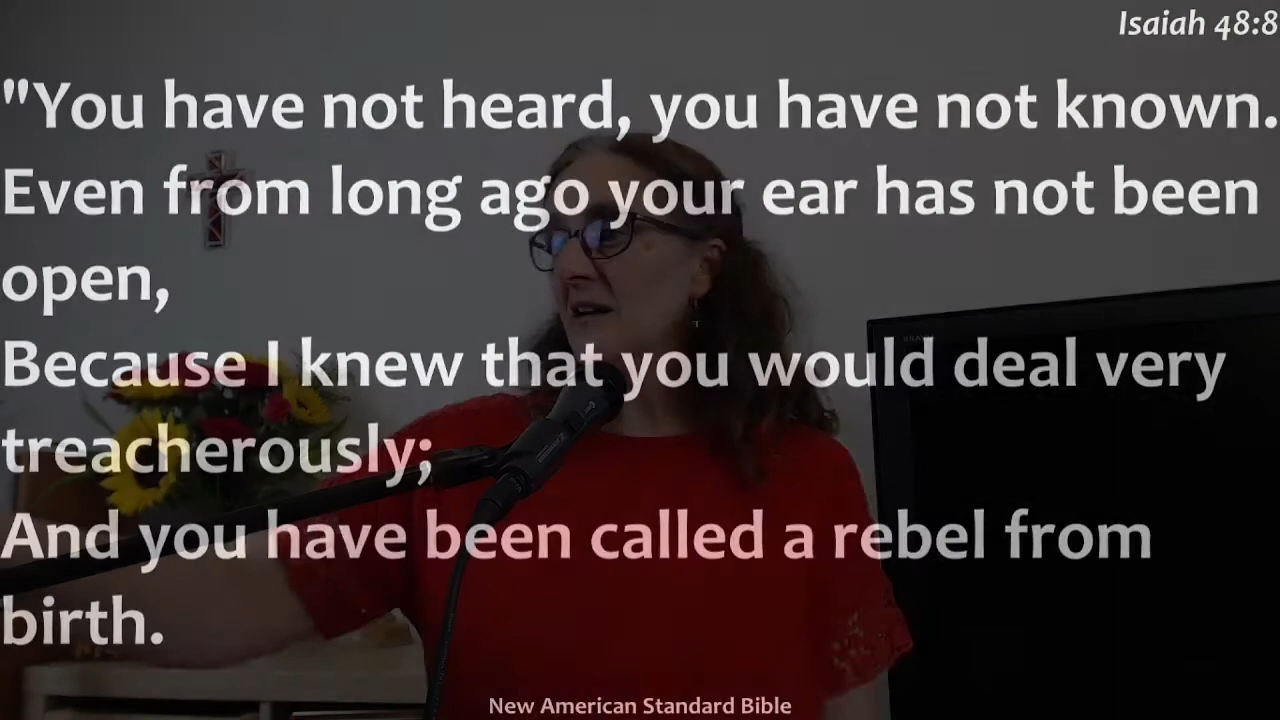 Isaiah 48:8
"You have not heard, you have not known.
Even from long ago your ear has not been
open,
Because I knew that you would deal very
treacherously;
And you have been called a rebel from
birth.
New American Standard Bible